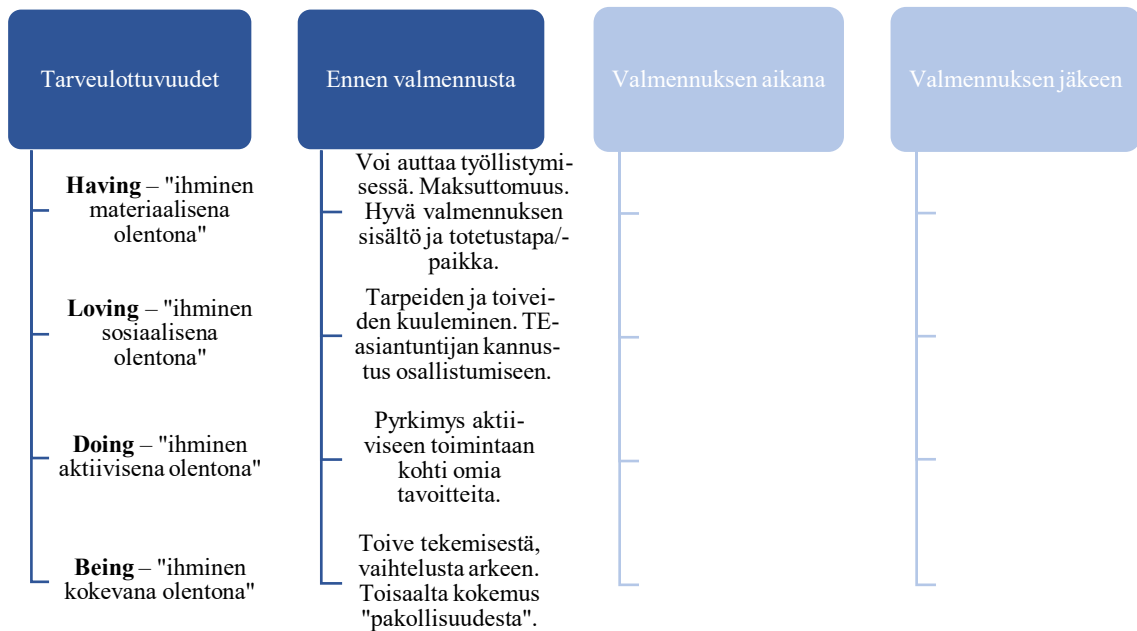 Tarveulottuvuudet
Having – "ihminen
materiaalisena
olentona"
Loving – "ihminen
sosiaalisena
olentona"
Doing – "ihminen
aktiivisena olentona"
Being – "ihminen
kokevana olentona"
Ennen valmennusta
Voi auttaa työllistymi-
sessä. Maksuttomuus.
Hyvä valmennuksen
sisältö ja totetustapa/-
paikka.
Tarpeiden ja toivei-
den kuuleminen. TE-
asiantuntijan kannus-
tus osallistumiseen.
Pyrkimys aktii-
viseen toimintaan
kohti omia
tavoitteita.
Toive tekemisestä,
vaihtelusta arkeen.
Toisaalta kokemus
"pakollisuudesta".
Valmennuksen aikana
Valmennuksen jäkeen